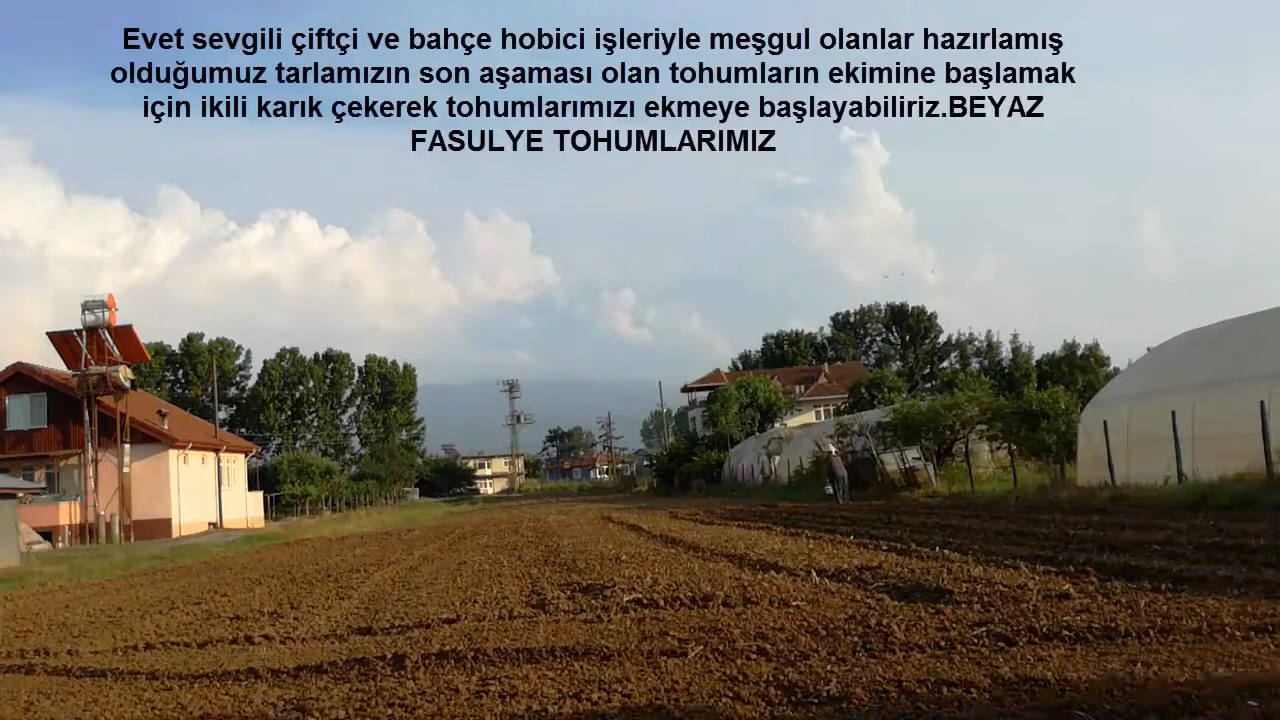 Evet sevgili çiftçi ve bahçe hobici işleriyle meşgul olanlar hazırlamış
olduğumuz tarlamızın son aşaması olan tohumların ekimine başlamak
için ikili karık çekerek tohumlarımızı ekmeye başlayabiliriz.BEYAZ
FASULYE TOHUMLARIMIZ